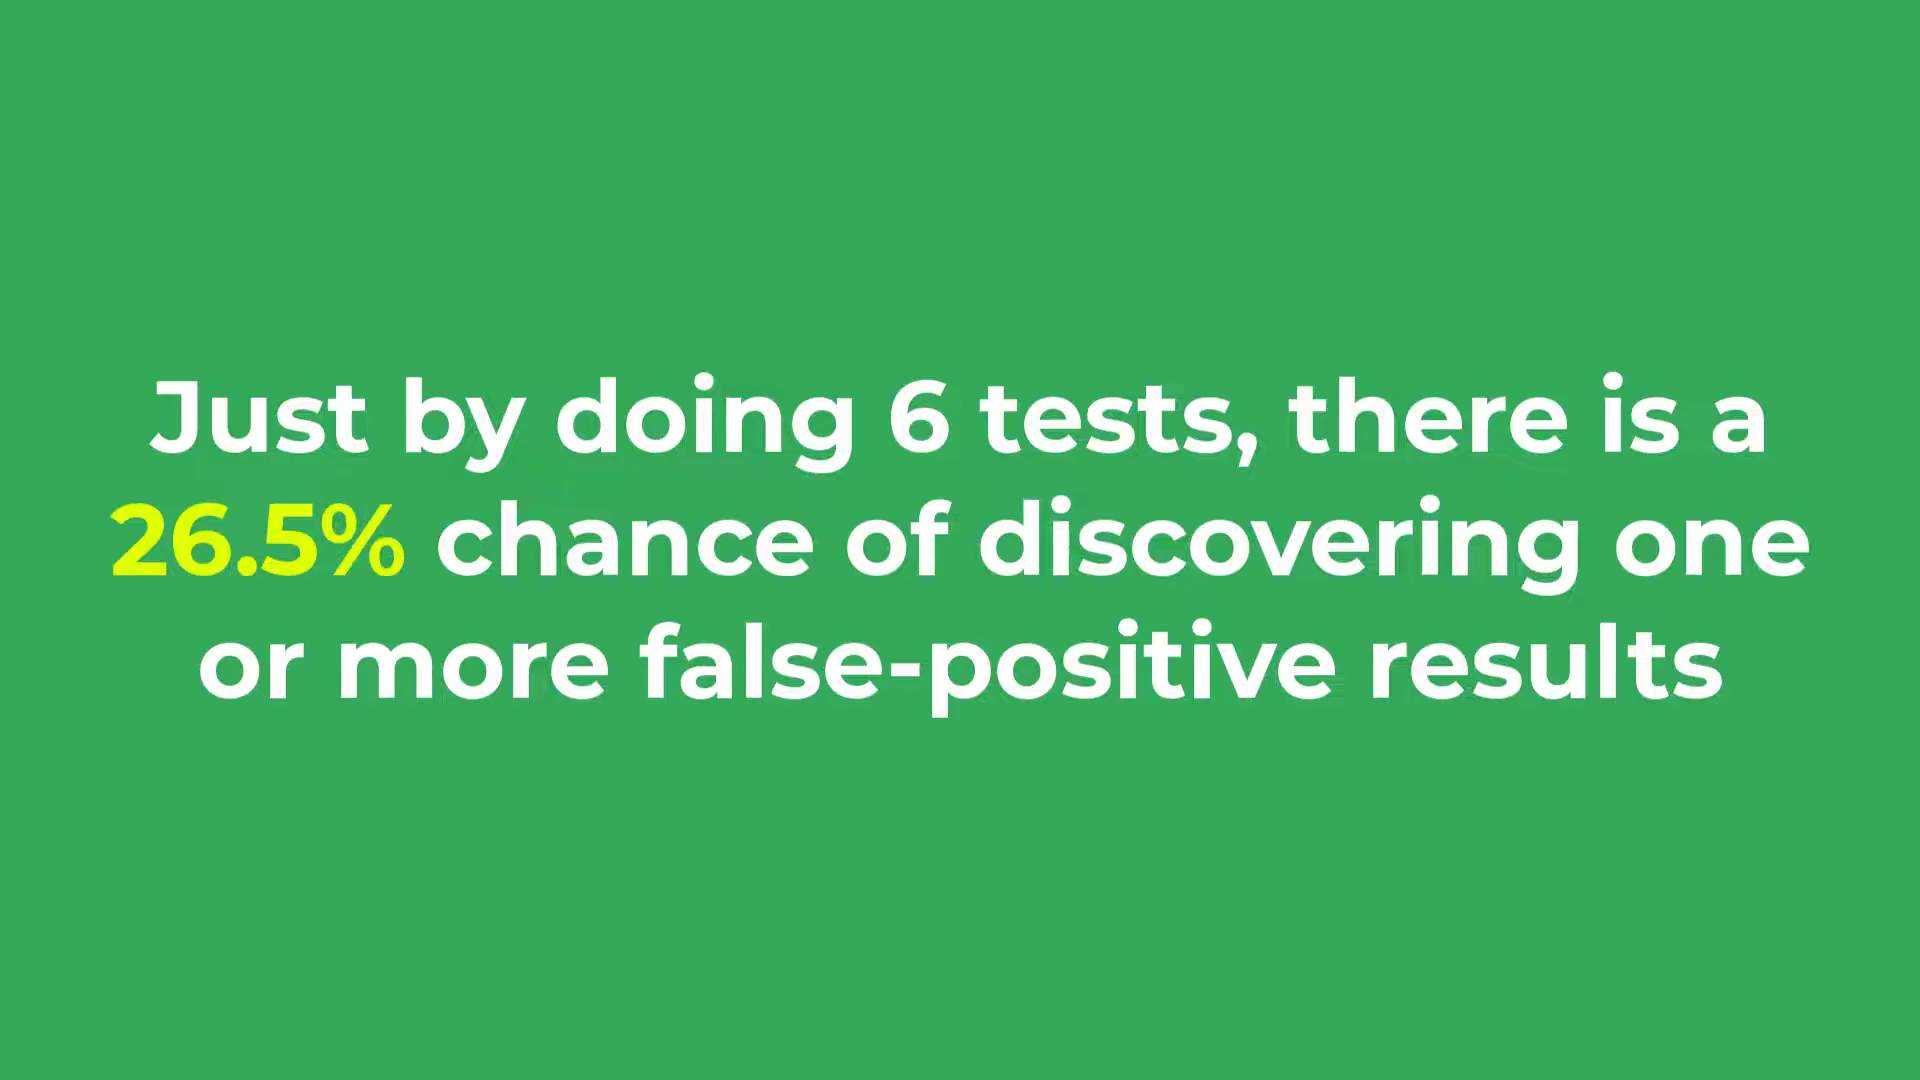 Just by doing 6 tests, there is a
26.5% chance of discovering one
or more false-positive results